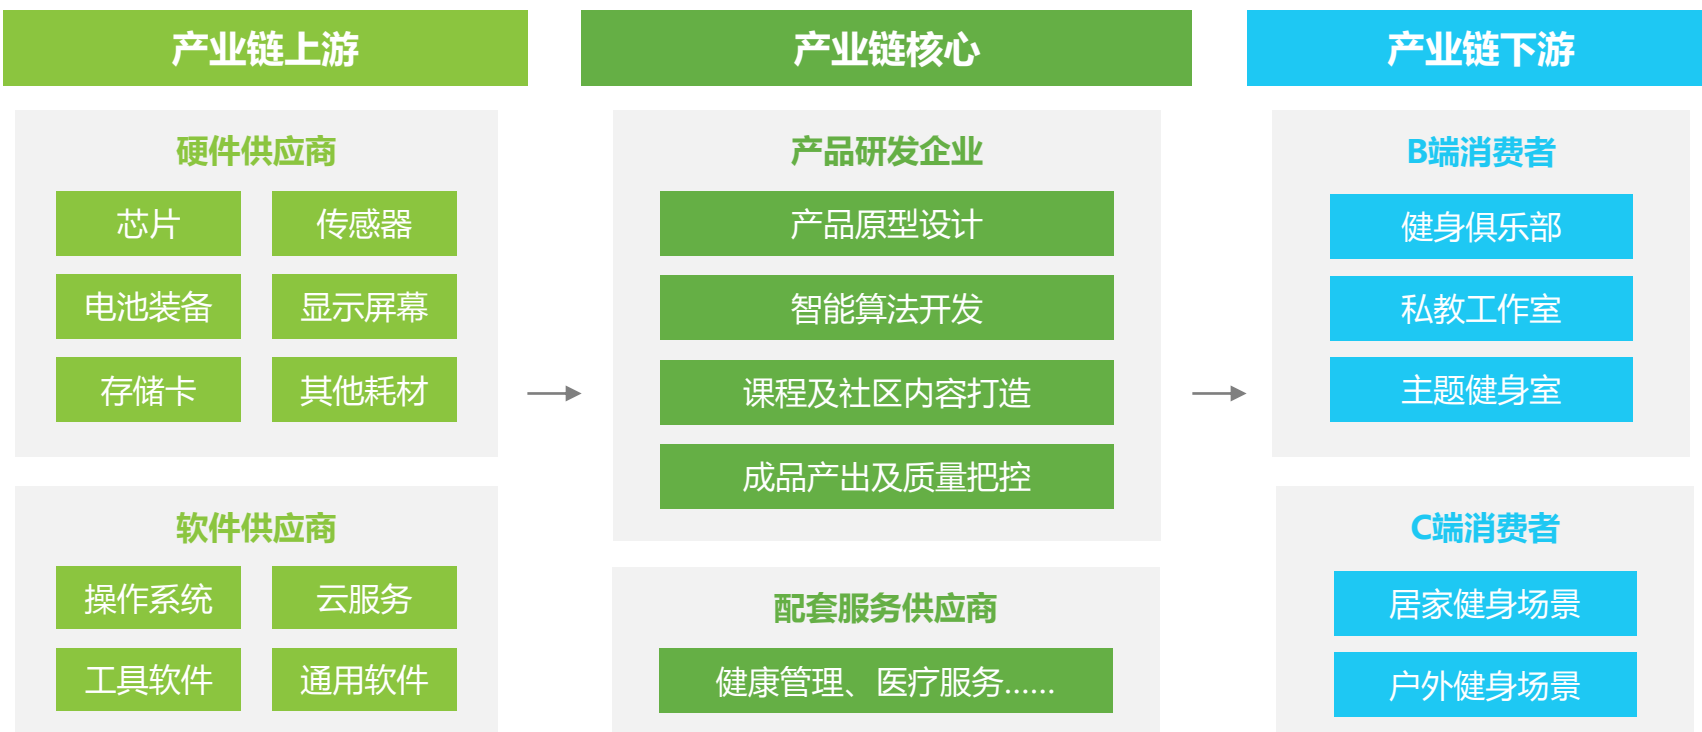 产业链上游
硬件供应商
芯片
传感器
电池装备
显示屏幕
存储卡
其他耗材
软件供应商
操作系统
云服务
工具软件
通用软件
产业链核心
产品研发企业
产品原型设计
智能算法开发
课程及社区内容打造
成品产出及质量把控
配套服务供应商
健康管理、医疗服务......
产业链下游
B端消费者
健身俱乐部
私教工作室
主题健身室
C端消费者
居家健身场景
户外健身场景